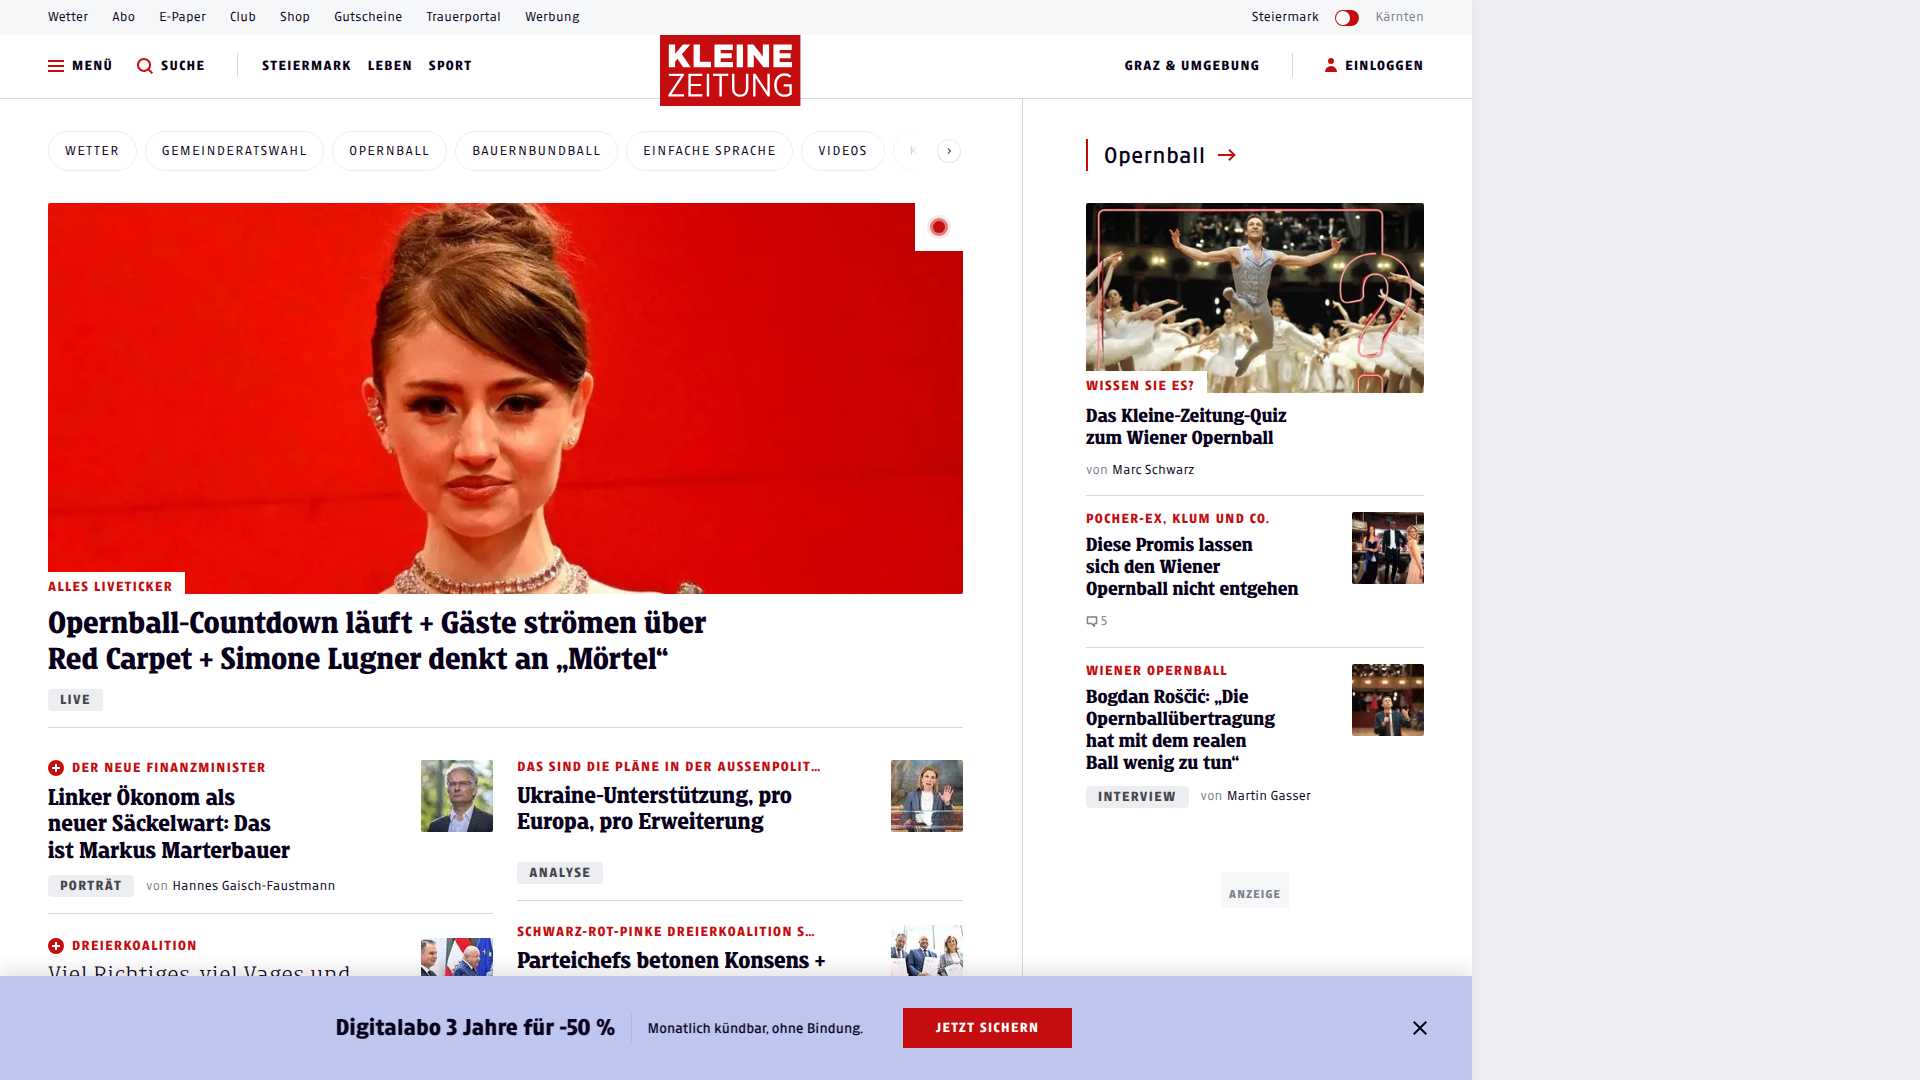 Wetter
Abo
E-Paper
Club
Shop
Gutscheine
Trauerportal
Werbung
Steiermark
Kärnten
MENÜ
SUCHE
STEIERMARK
LEBEN
SPORT
KLEINE
ZEITUNG
GRAZ & UMGEBUNG
EINLOGGEN
WETTER
GEMEINDERATSWAHL
OPERNBALL
BAUERNBUNDBALL
EINFACHE SPRACHE
VIDEOS
K
ALLES LIVETICKER
Opernball-Countdown läuft + Gäste strömen über
Red Carpet + Simone Lugner denkt an „Mörtel“
LIVE
DER NEUE FINANZMINISTER
Linker Ökonom als
neuer Säckelwart: Das
ist Markus Marterbauer
PORTRÄT
von Hannes Gaisch-Faustmann
DREIERKOALITION
Viel Richtiges, viel Vages und
DAS SIND DIE PLÄNE IN DER AUSSENPOLIT...
Ukraine-Unterstützung, pro
Europa, pro Erweiterung
ANALYSE
SCHWARZ-ROT-PINKE DREIERKOALITION S...
Parteichefs betonen Konsens +
Opernball
WISSEN SIE ES?
Das Kleine-Zeitung-Quiz
zum Wiener Opernball
von Marc Schwarz
POCHER-EX, KLUM UND CO.
Diese Promis lassen
sich den Wiener
Opernball nicht entgehen
5
WIENER OPERNBALL
Bogdan Roščić: „Die
Opernballübertragung
hat mit dem realen
Ball wenig zu tun“
INTERVIEW
von Martin Gasser
ANZEIGE
Digitalabo 3 Jahre für -50 %
Monatlich kündbar, ohne Bindung.
JETZT SICHERN